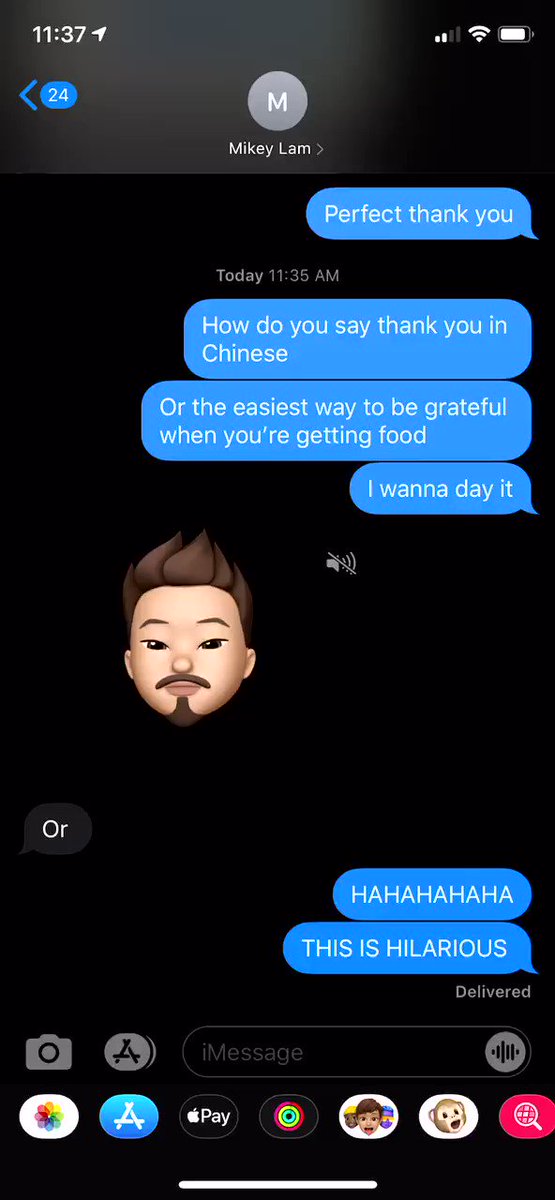 11:37
24
M
Mikey Lam
Perfect thank you
Today 11:35 AM
How do you say thank you in
Chinese
Or the easiest way to be grateful
when you’re getting food
I wanna day it
Or
HAHAHAHAHA
THIS IS HILARIOUS
Delivered
iMessage
Pay